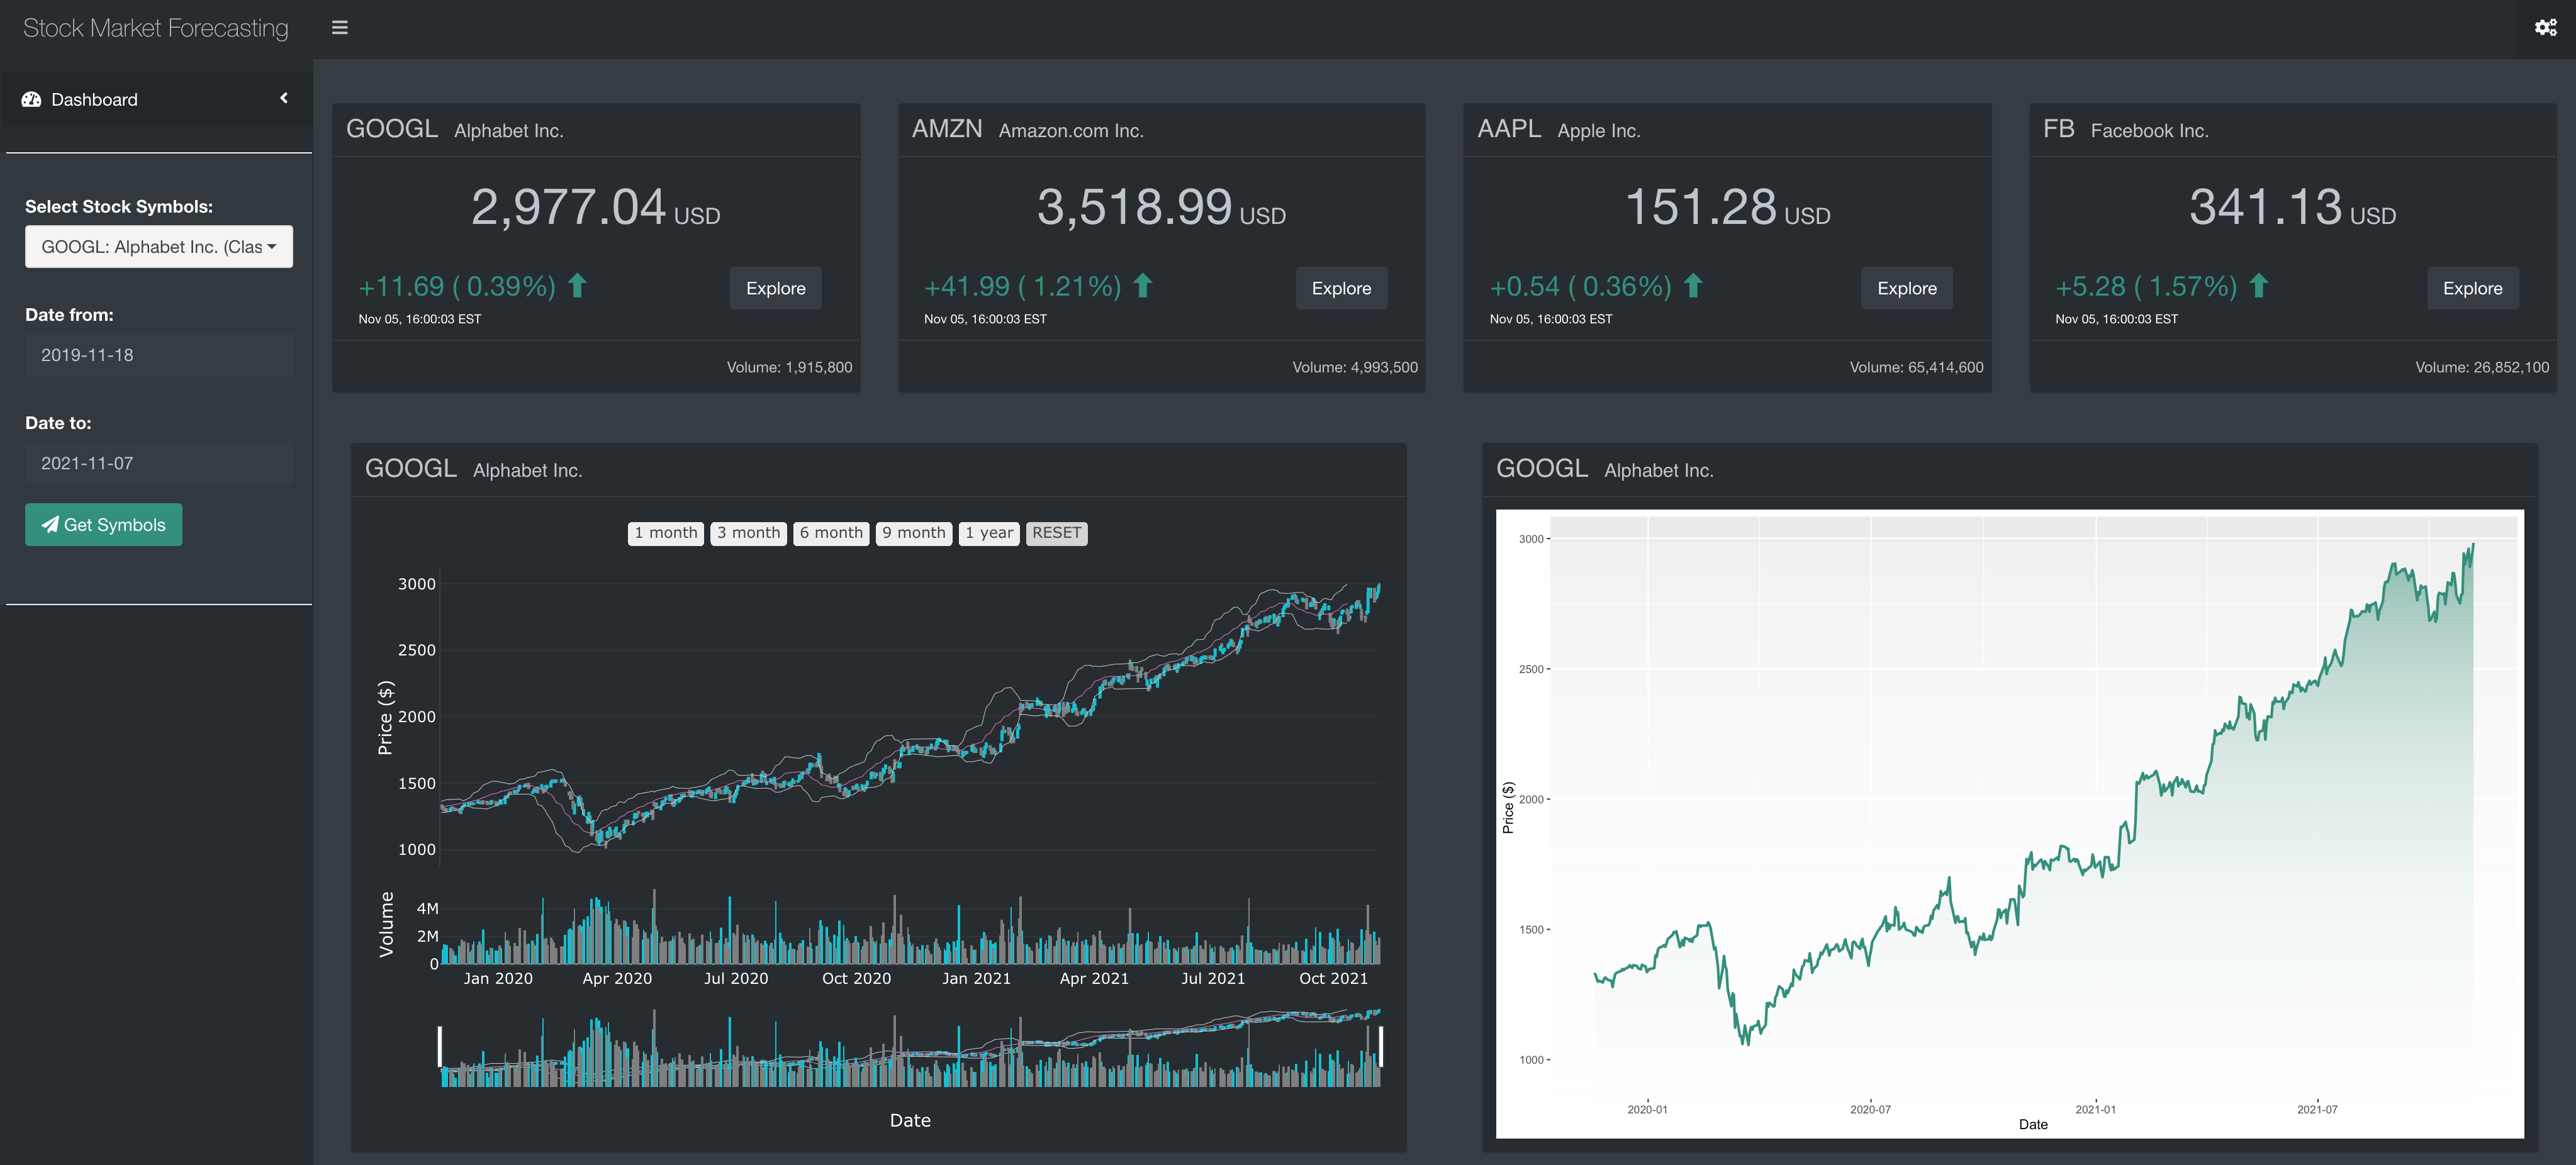 Stock Market Forecasting
Dashboard
Select Stock Symbols:
GOOGL: Alphabet Inc. (Clas
Date from:
2019-11-18
Date to:
2021-11-07
Get Symbols
GOOGL Alphabet Inc.
2,977.04 USD
+11.69 ( 0.39%)
Explore
Nov 05, 16:00:03 EST
Volume: 1,915,800
AMZN Amazon.com Inc.
3,518.99 USD
+41.99 ( 1.21%)
Explore
Nov 05, 16:00:03 EST
Volume: 4,993,500
AAPL Apple Inc.
151.28 USD
+0.54 ( 0.36%)
Explore
Nov 05, 16:00:03 EST
Volume: 65,414,600
FB Facebook Inc.
341.13 USD
+5.28 ( 1.57%)
Explore
Nov 05, 16:00:03 EST
Volume: 26,852,100
GOOGL Alphabet Inc.
1 month 3 month 6 month 9 month 1 year RESET
3000
2500
2000
1500
1000
Price ($)
4M
2M
0
Volume
Jan 2020 Apr 2020 Jul 2020 Oct 2020 Jan 2021 Apr 2021 Jul 2021 Oct 2021
Date
GOOGL Alphabet Inc.
3000
2500
2000
1500
1000
Price ($)
2020-01 2020-07 2021-01 2021-07
Date